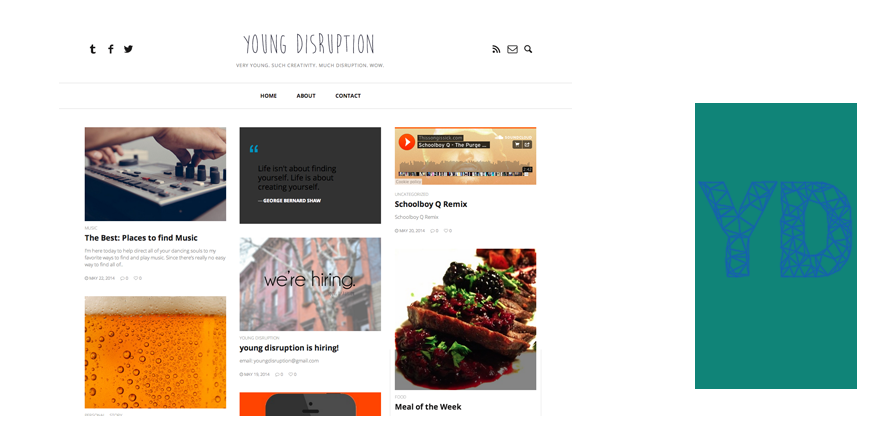 YOUNG DISRUPTION
VERY YOUNG. SUCH CREATIVITY. MUCH DISRUPTION. WOW.
HOME ABOUT CONTACT
MUSIC
The Best: Places to find Music
I'm here today to help direct all of your dancing souls to my
favorite ways to find and play music. Since there's really no easy
way to find all of..
MAY 22, 2014 0 0
PERSONAL STORY
“
Life isn't about finding
yourself. Life is about
creating yourself.
— GEORGE BERNARD SHAW
we're hiring.
YOUNG DISRUPTION
young disruption is hiring!
email: youngdisruption@gmail.com
MAY 19, 2014 0 0
Schoolboy Q - The Purge ...
Cookie policy
UNCATEGORIZED
Schoolboy Q Remix
Schoolboy Q Remix
MAY 20, 2014 0 0
FOOD
Meal of the Week
YD